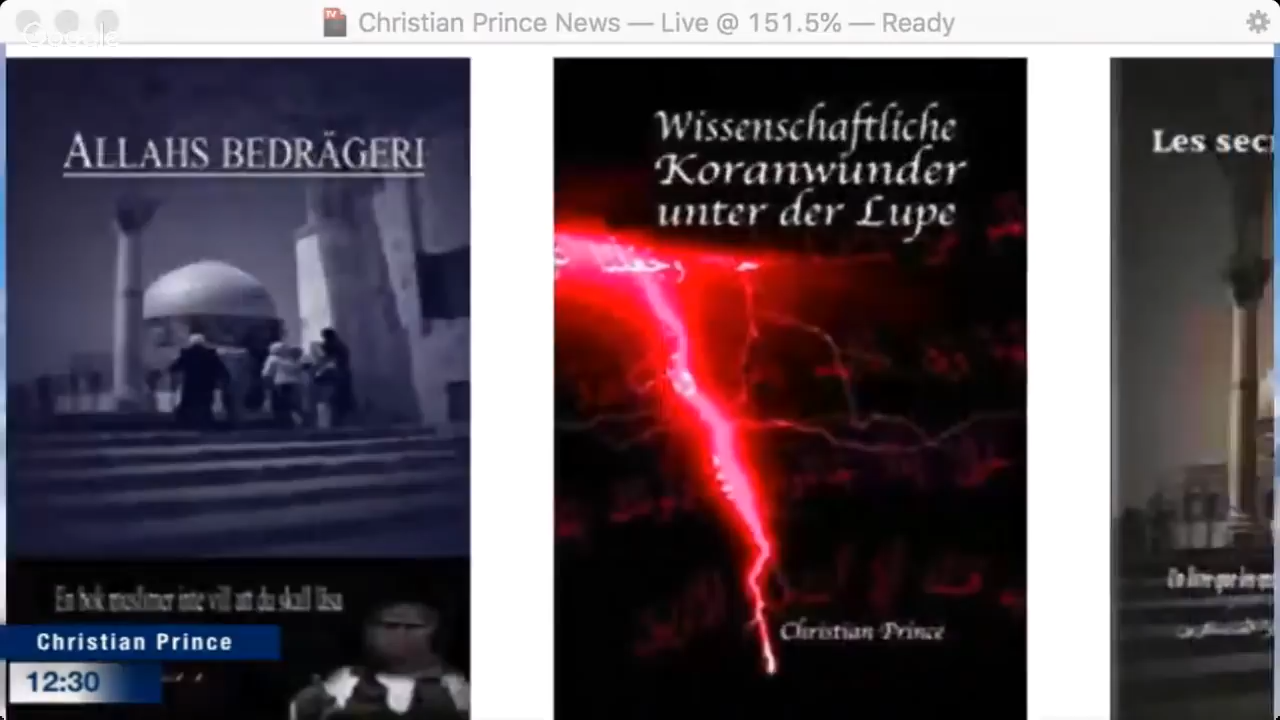 Christian Prince News — Live @ 151.5% — Ready
Google
ALLAHS BEDRÄGERI
En bok muslimer inte vill att du skall läsa
Christian Prince
12:30
Wissenschaftliche
Koranwunder
unter der Lupe
Christian Prince
Les sec